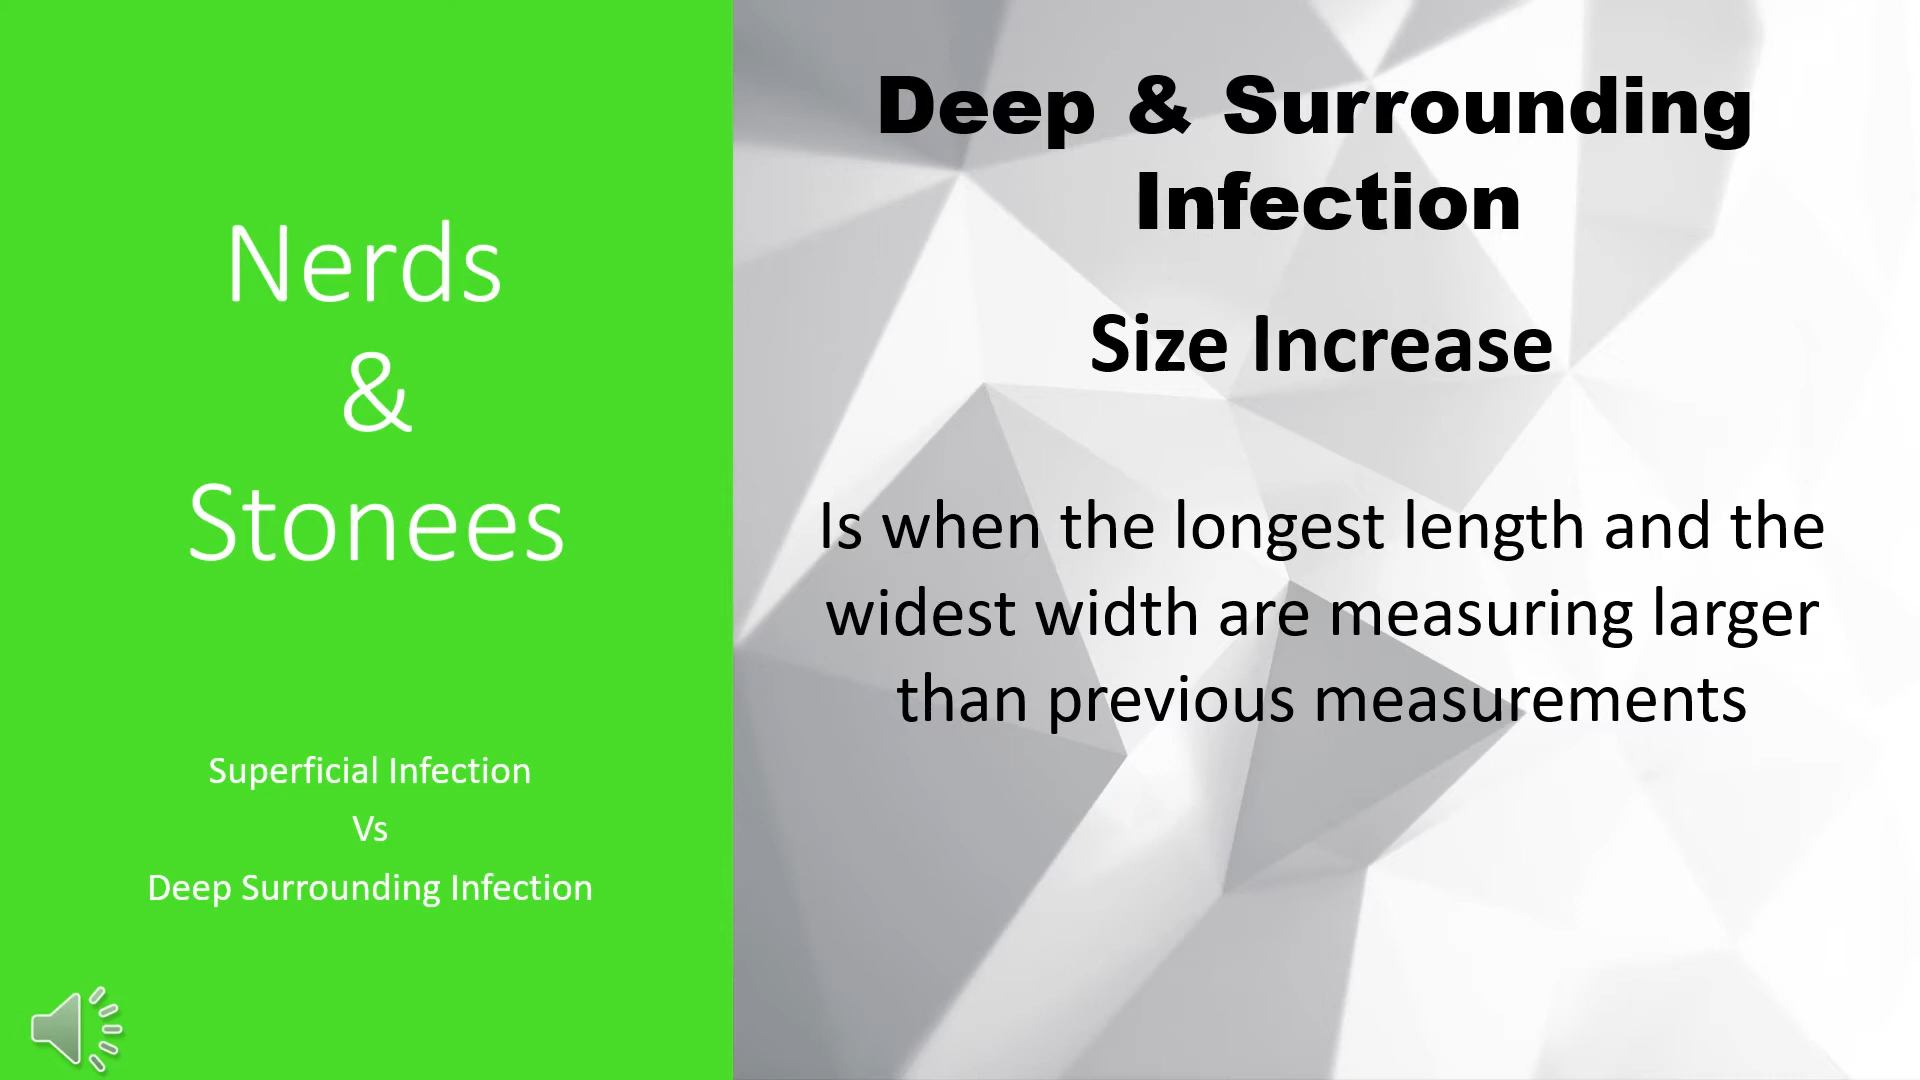 Nerds
&
Stonees
Superficial Infection
Vs
Deep Surrounding Infection
Deep & Surrounding
Infection
Size Increase
Is when the longest length and the
widest width are measuring larger
than previous measurements